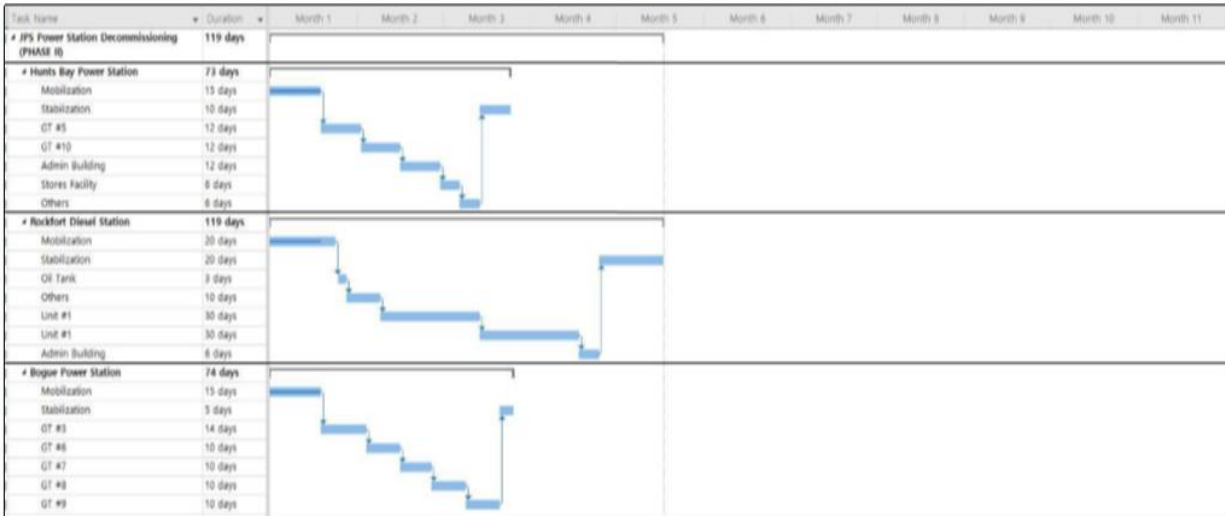 Task Name Duration Month 1 Month 2 Month 3 Month 4 Month 5 Month 6 Month 7 Month 8 Month 9 Month 10 Month 11
JPS Power Station Decommissioning 119 days
(PHASE II)
Hunts Bay Power Station 73 days
Mobilization 15 days
Stabilization 10 days
GT #5 12 days
GT #10 12 days
Admin Building 12 days
Stores Facility 6 days
Others 6 days
Rockfort Diesel Station 119 days
Mobilization 20 days
Stabilization 20 days
Oil Tank 3 days
Others 10 days
Unit #1 30 days
Unit #1 30 days
Admin Building 6 days
Bogue Power Station 74 days
Mobilization 15 days
Stabilization 5 days
GT #3 14 days
GT #6 10 days
GT #7 10 days
GT #8 10 days
GT #9 10 days